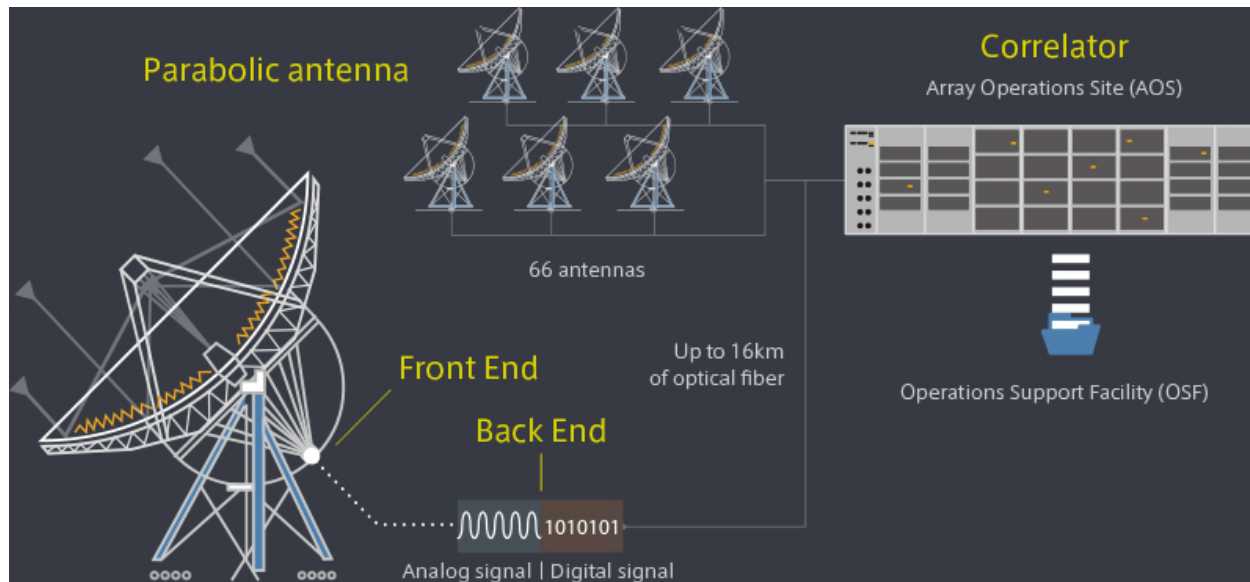 Parabolic antenna
Correlator
Array Operations Site (AOS)
66 antennas
Up to 16km
of optical fiber
Front End
Operations Support Facility (OSF)
Back End
1010101
Analog signal | Digital signal